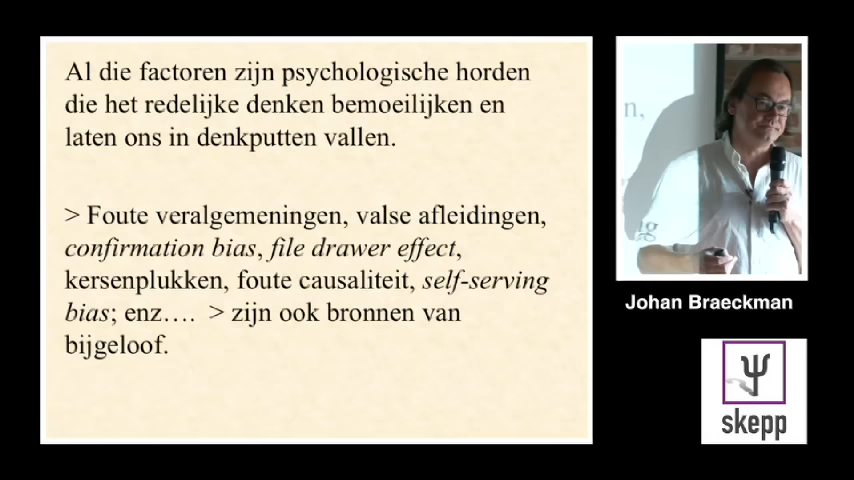 Al die factoren zijn psychologische horden
die het redelijke denken bemoeilijken en
laten ons in denkputten vallen.
> Foute veralgemeningen, valse afleidingen,
confirmation bias, file drawer effect,
kersenplukken, foute causaliteit, self-serving
bias; enz…. > zijn ook bronnen van
bijgeloof.
n,
g
Johan Braeckman
skepp